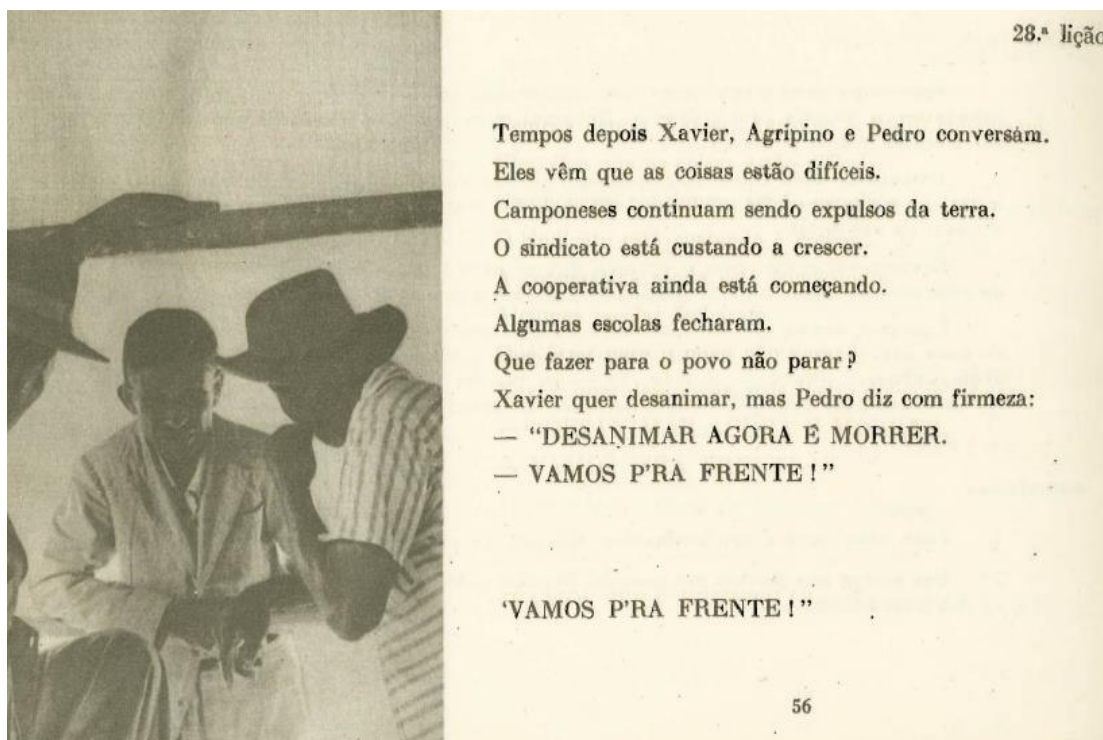 28.ª lição
Tempos depois Xavier, Agripino e Pedro conversam.
Eles vêm que as coisas estão difíceis.
Camponeses continuam sendo expulsos da terra.
O sindicato está custando a crescer.
A cooperativa ainda está começando.
Algumas escolas fecharam.
Que fazer para o povo não parar?
Xavier quer desanimar, mas Pedro diz com firmeza:
— “DESANIMAR AGORA É MORRER.
— VAMOS P'RA FRENTE!”
‘VAMOS P'RA FRENTE!”
56